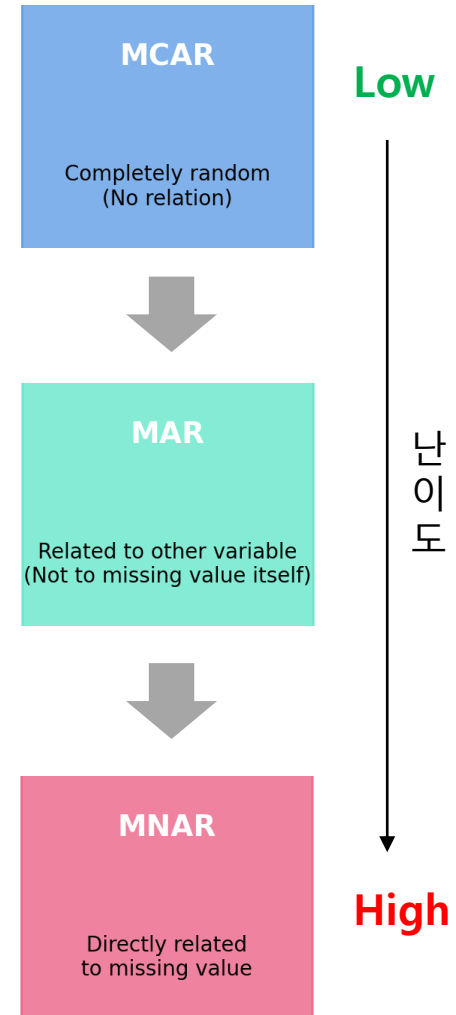 MCAR
Low
Completely random
(No relation)
MAR
난이도
Related to other variable
(Not to missing value itself)
MNAR
High
Directly related
to missing value